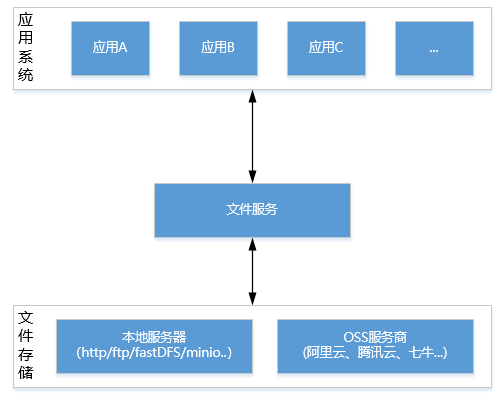 应用系统
应用A
应用B
应用C
...
文件服务
文件存储
本地服务器
（http/ftp/fastDFS/minio..）
OSS服务商
(阿里云、腾讯云、七牛...)